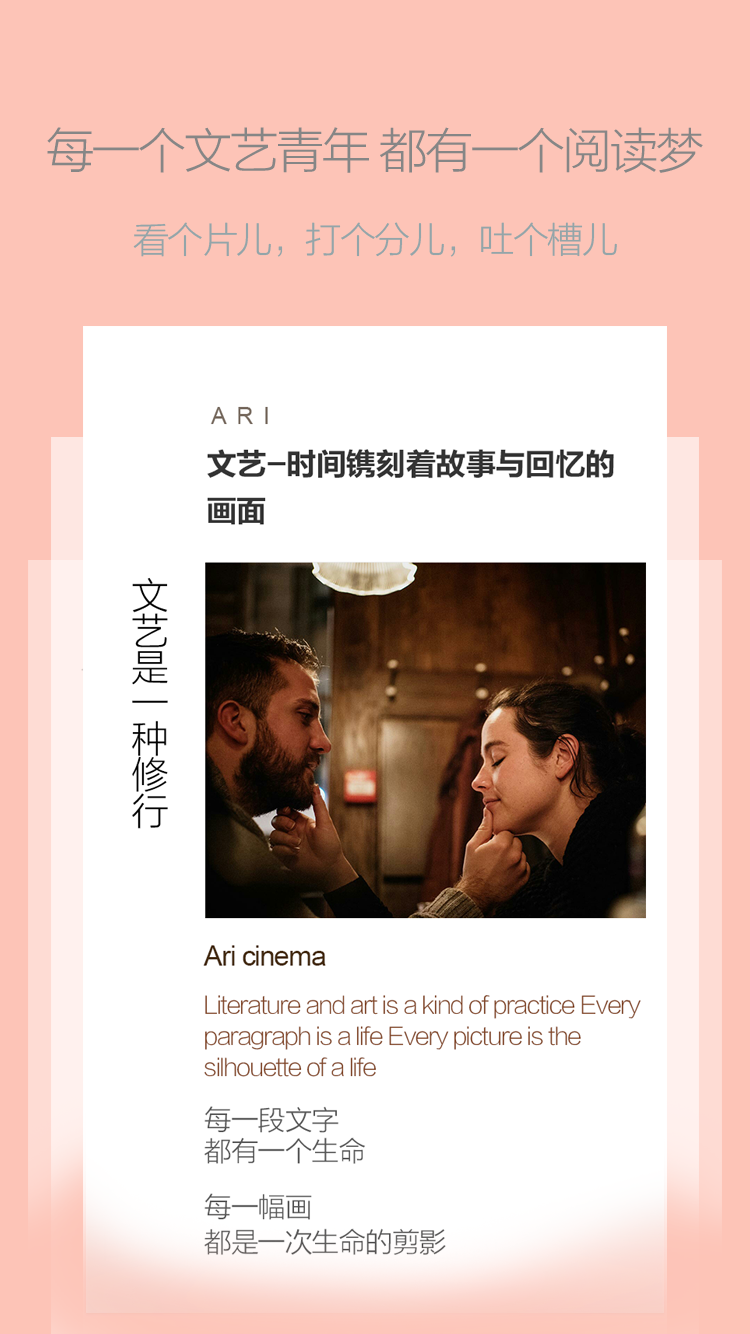 每一个文艺青年 都有一个阅读梦
看个片儿，打个分儿，吐个槽儿
ARI
文艺–时间镌刻着故事与回忆的
画面
文艺是一种修行
Ari cinema
Literature and art is a kind of practice Every
paragraph is a life Every picture is the
silhouette of a life
每一段文字
都有一个生命
每一幅画
都是一次生命的剪影